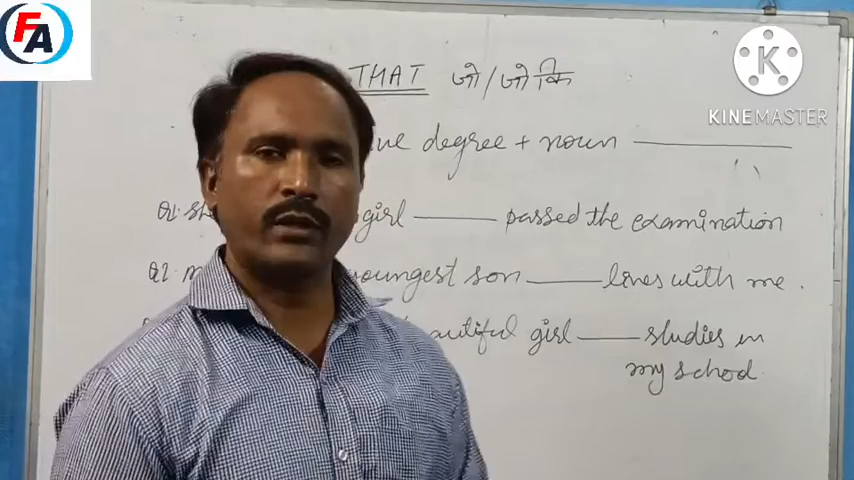 FA
K
KINEMASTER
THAT जो/जोकि
degree + noun
girl passed the examination
Q2. youngest son lives with me.
girl studies in
my school